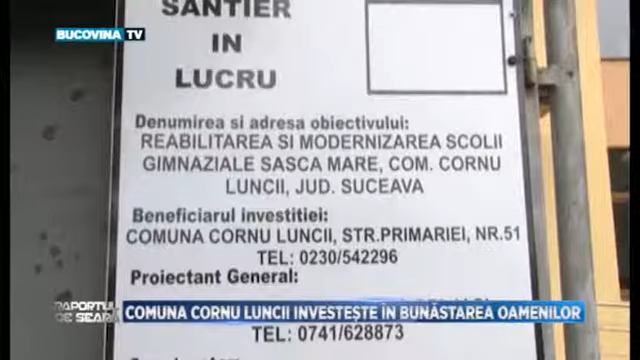 SANTIER
IN
LUCRU
BUCOVINA TV
Denumirea si adresa obiectivului:
REABILITAREA SI MODERNIZAREA SCOLII
GIMNAZIALE SASCA MARE, COM. CORNU
LUNCII, JUD. SUCEAVA
Beneficiarul investitiei:
COMUNA CORNU LUNCII, STR.PRIMARIEI, NR.51
TEL: 0230/542296
Proiectant General:
RAPORTUL
DE SEARĂ
COMUNA CORNU LUNCII INVESTEȘTE ÎN BUNĂSTAREA OAMENILOR
TEL: 0741/628873